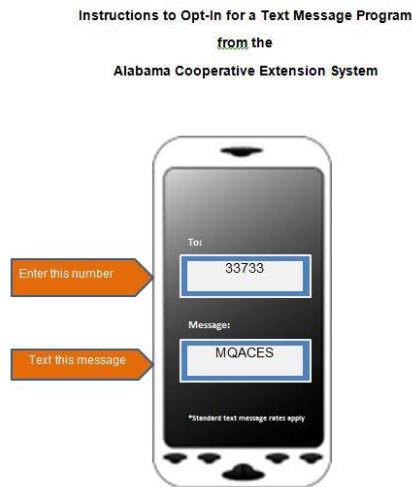 Instructions to Opt-In for a Text Message Program
from the
Alabama Cooperative Extension System
To:
Enter this number
33733
Message:
Text this message
MQACES
*Standard text message rates apply